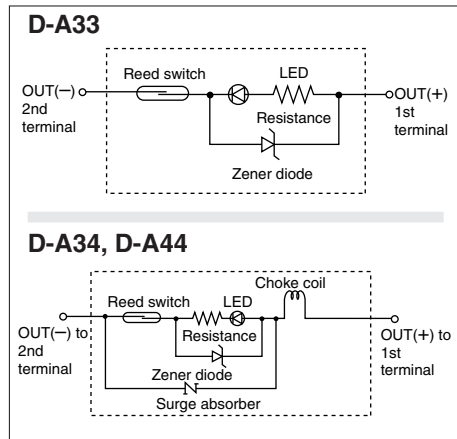 D-A33
Reed switch
LED
OUT(−)
2nd
terminal
OUT(+)
1st
terminal
Resistance
Zener diode
D-A34, D-A44
Choke coil
Reed switch
LED
OUT(−) to
2nd
terminal
OUT(+) to
1st
terminal
Resistance
Zener diode
Surge absorber